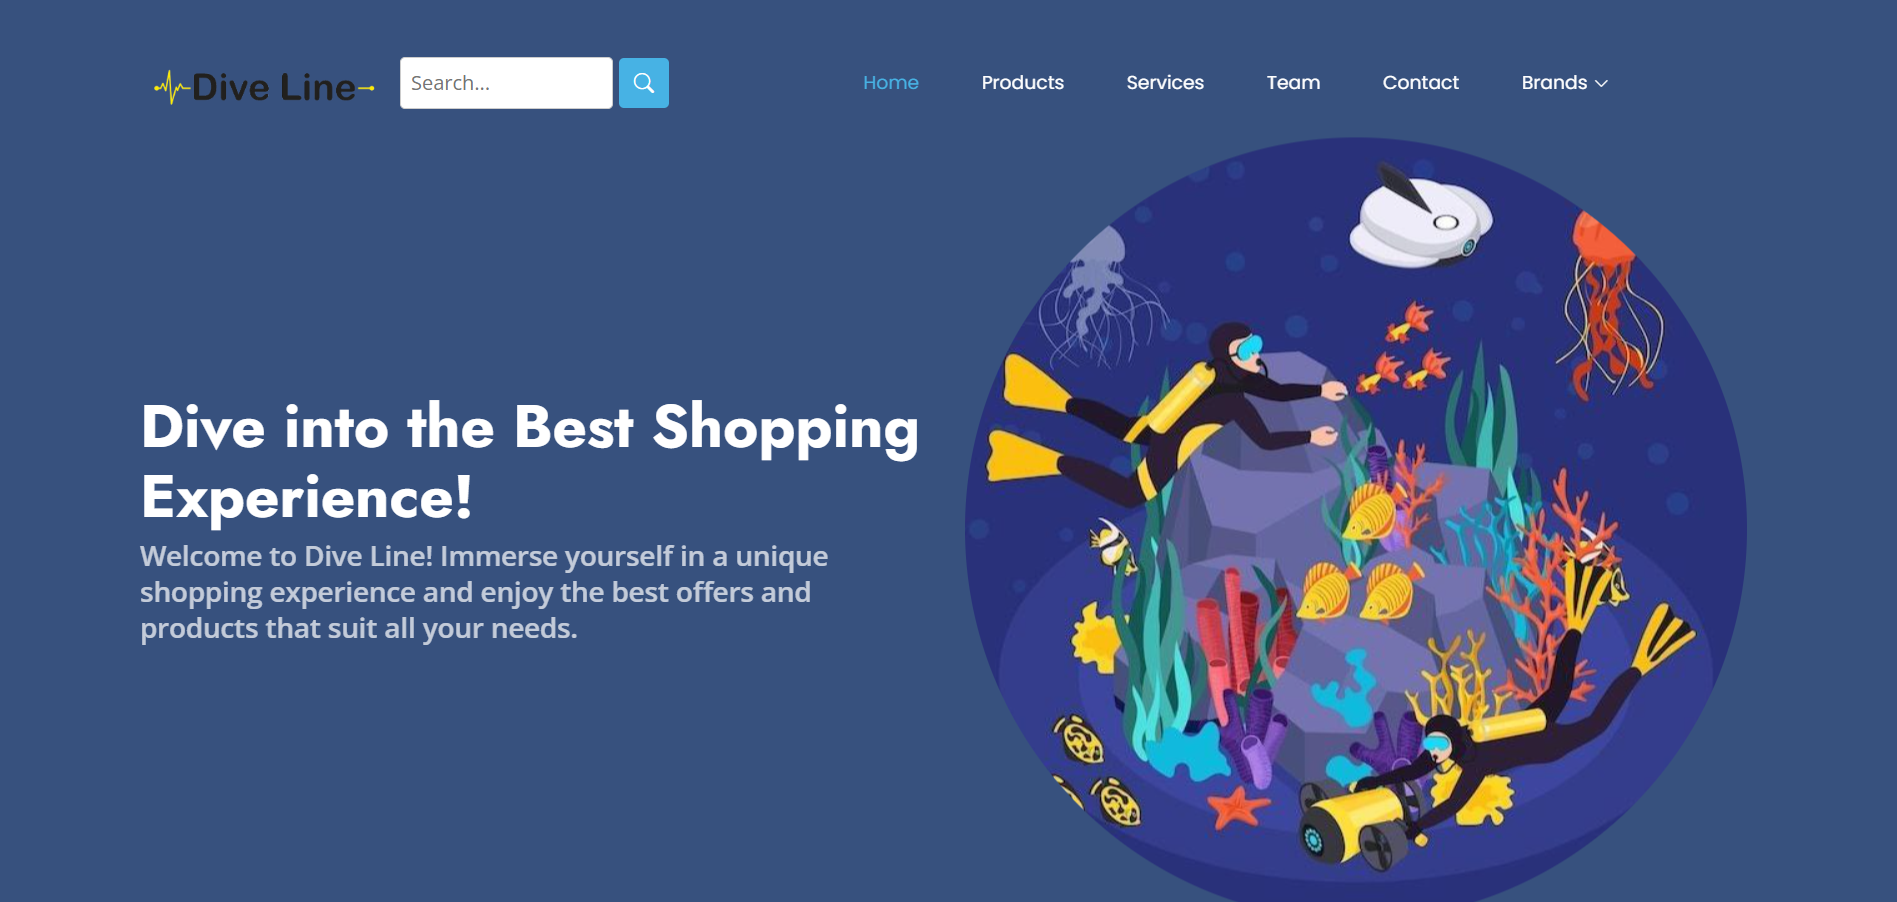 Dive Line
Search...
Home Products Services Team Contact Brands
Dive into the Best Shopping
Experience!
Welcome to Dive Line! Immerse yourself in a unique
shopping experience and enjoy the best offers and
products that suit all your needs.